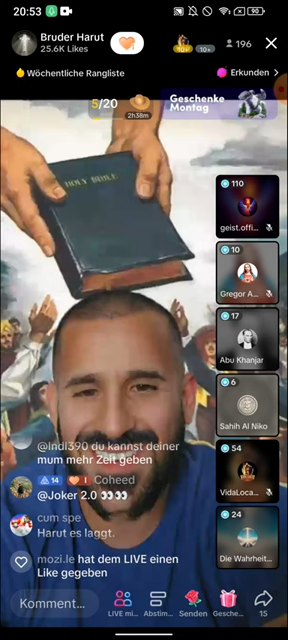 20:53
90
Bruder Harut
25.6K Likes
10+
10+
196
Wöchentliche Rangliste
Erkunden
5/20
2h38m
Geschenke
Montag
HOLY BIBLE
110
geist.offi...
10
Gregor A...
17
Abu Khanjar
6
Sahih Al Niko
54
VidaLoca...
24
Die Wahrheit...
@lndl390 du kannst deiner
mum mehr Zeit geben
14 I Coheed
@Joker 2.0 👀👀
cum spe
Harut es laggt.
mozi.le hat dem LIVE einen
Like gegeben
Komment...
LIVE mi...
Abstim...
Senden
Gesche...
15